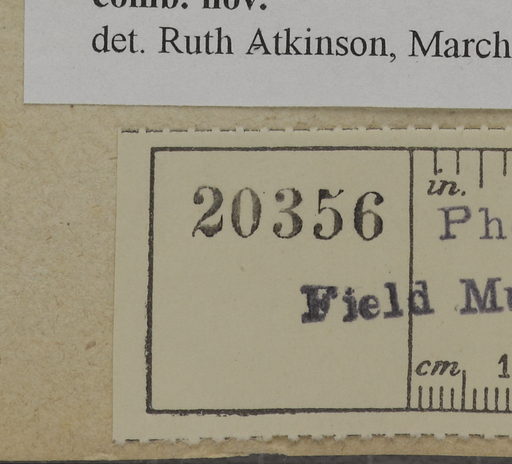 comb. nov.
det. Ruth Atkinson, March
in.
20356 Ph
Field Mu
cm 1